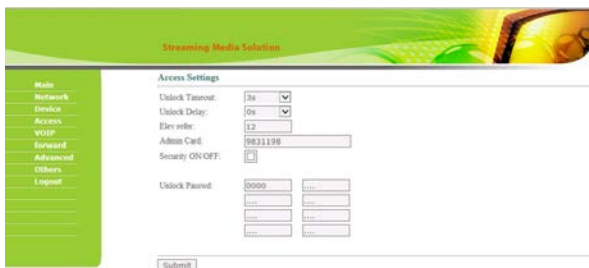 Streaming Media Solution
Main
Network
Device
Access
VOIP
forward
Advanced
Others
Logout
Access Settings
Unlock Timeout: 3s
Unlock Delay: 0s
Elev refer: 12
Admin Card: 9831198
Security ON/OFF:
Unlock Passwd: 0000 ....
.... ....
.... ....
.... ....
Submit